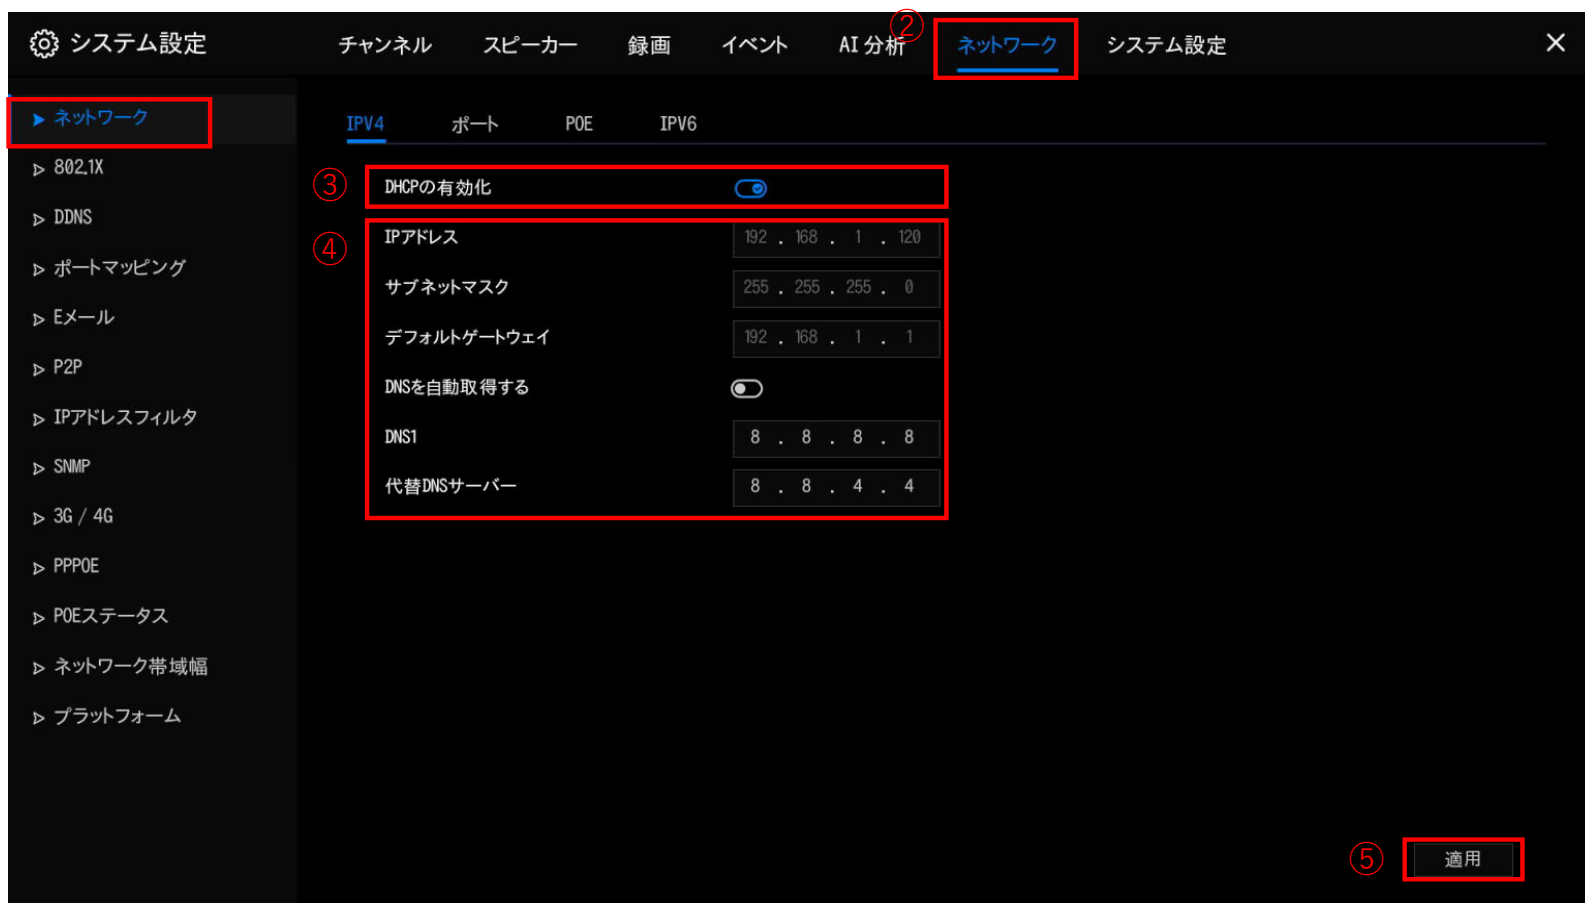 システム設定
チャンネル スピーカー 録画 イベント AI 分析 ② ネットワーク システム設定
ネットワーク
802.1X
DDNS
ポートマッピング
Eメール
P2P
IPアドレスフィルタ
SNMP
3G / 4G
PPPOE
POEステータス
ネットワーク帯域幅
プラットフォーム
IPV4 ポート POE IPV6
③ DHCPの有効化
④ IPアドレス 192 . 168 . 1 . 120
サブネットマスク 255 . 255 . 255 . 0
デフォルトゲートウェイ 192 . 168 . 1 . 1
DNSを自動取得する
DNS1 8 . 8 . 8 . 8
代替DNSサーバー 8 . 8 . 4 . 4
⑤ 適用